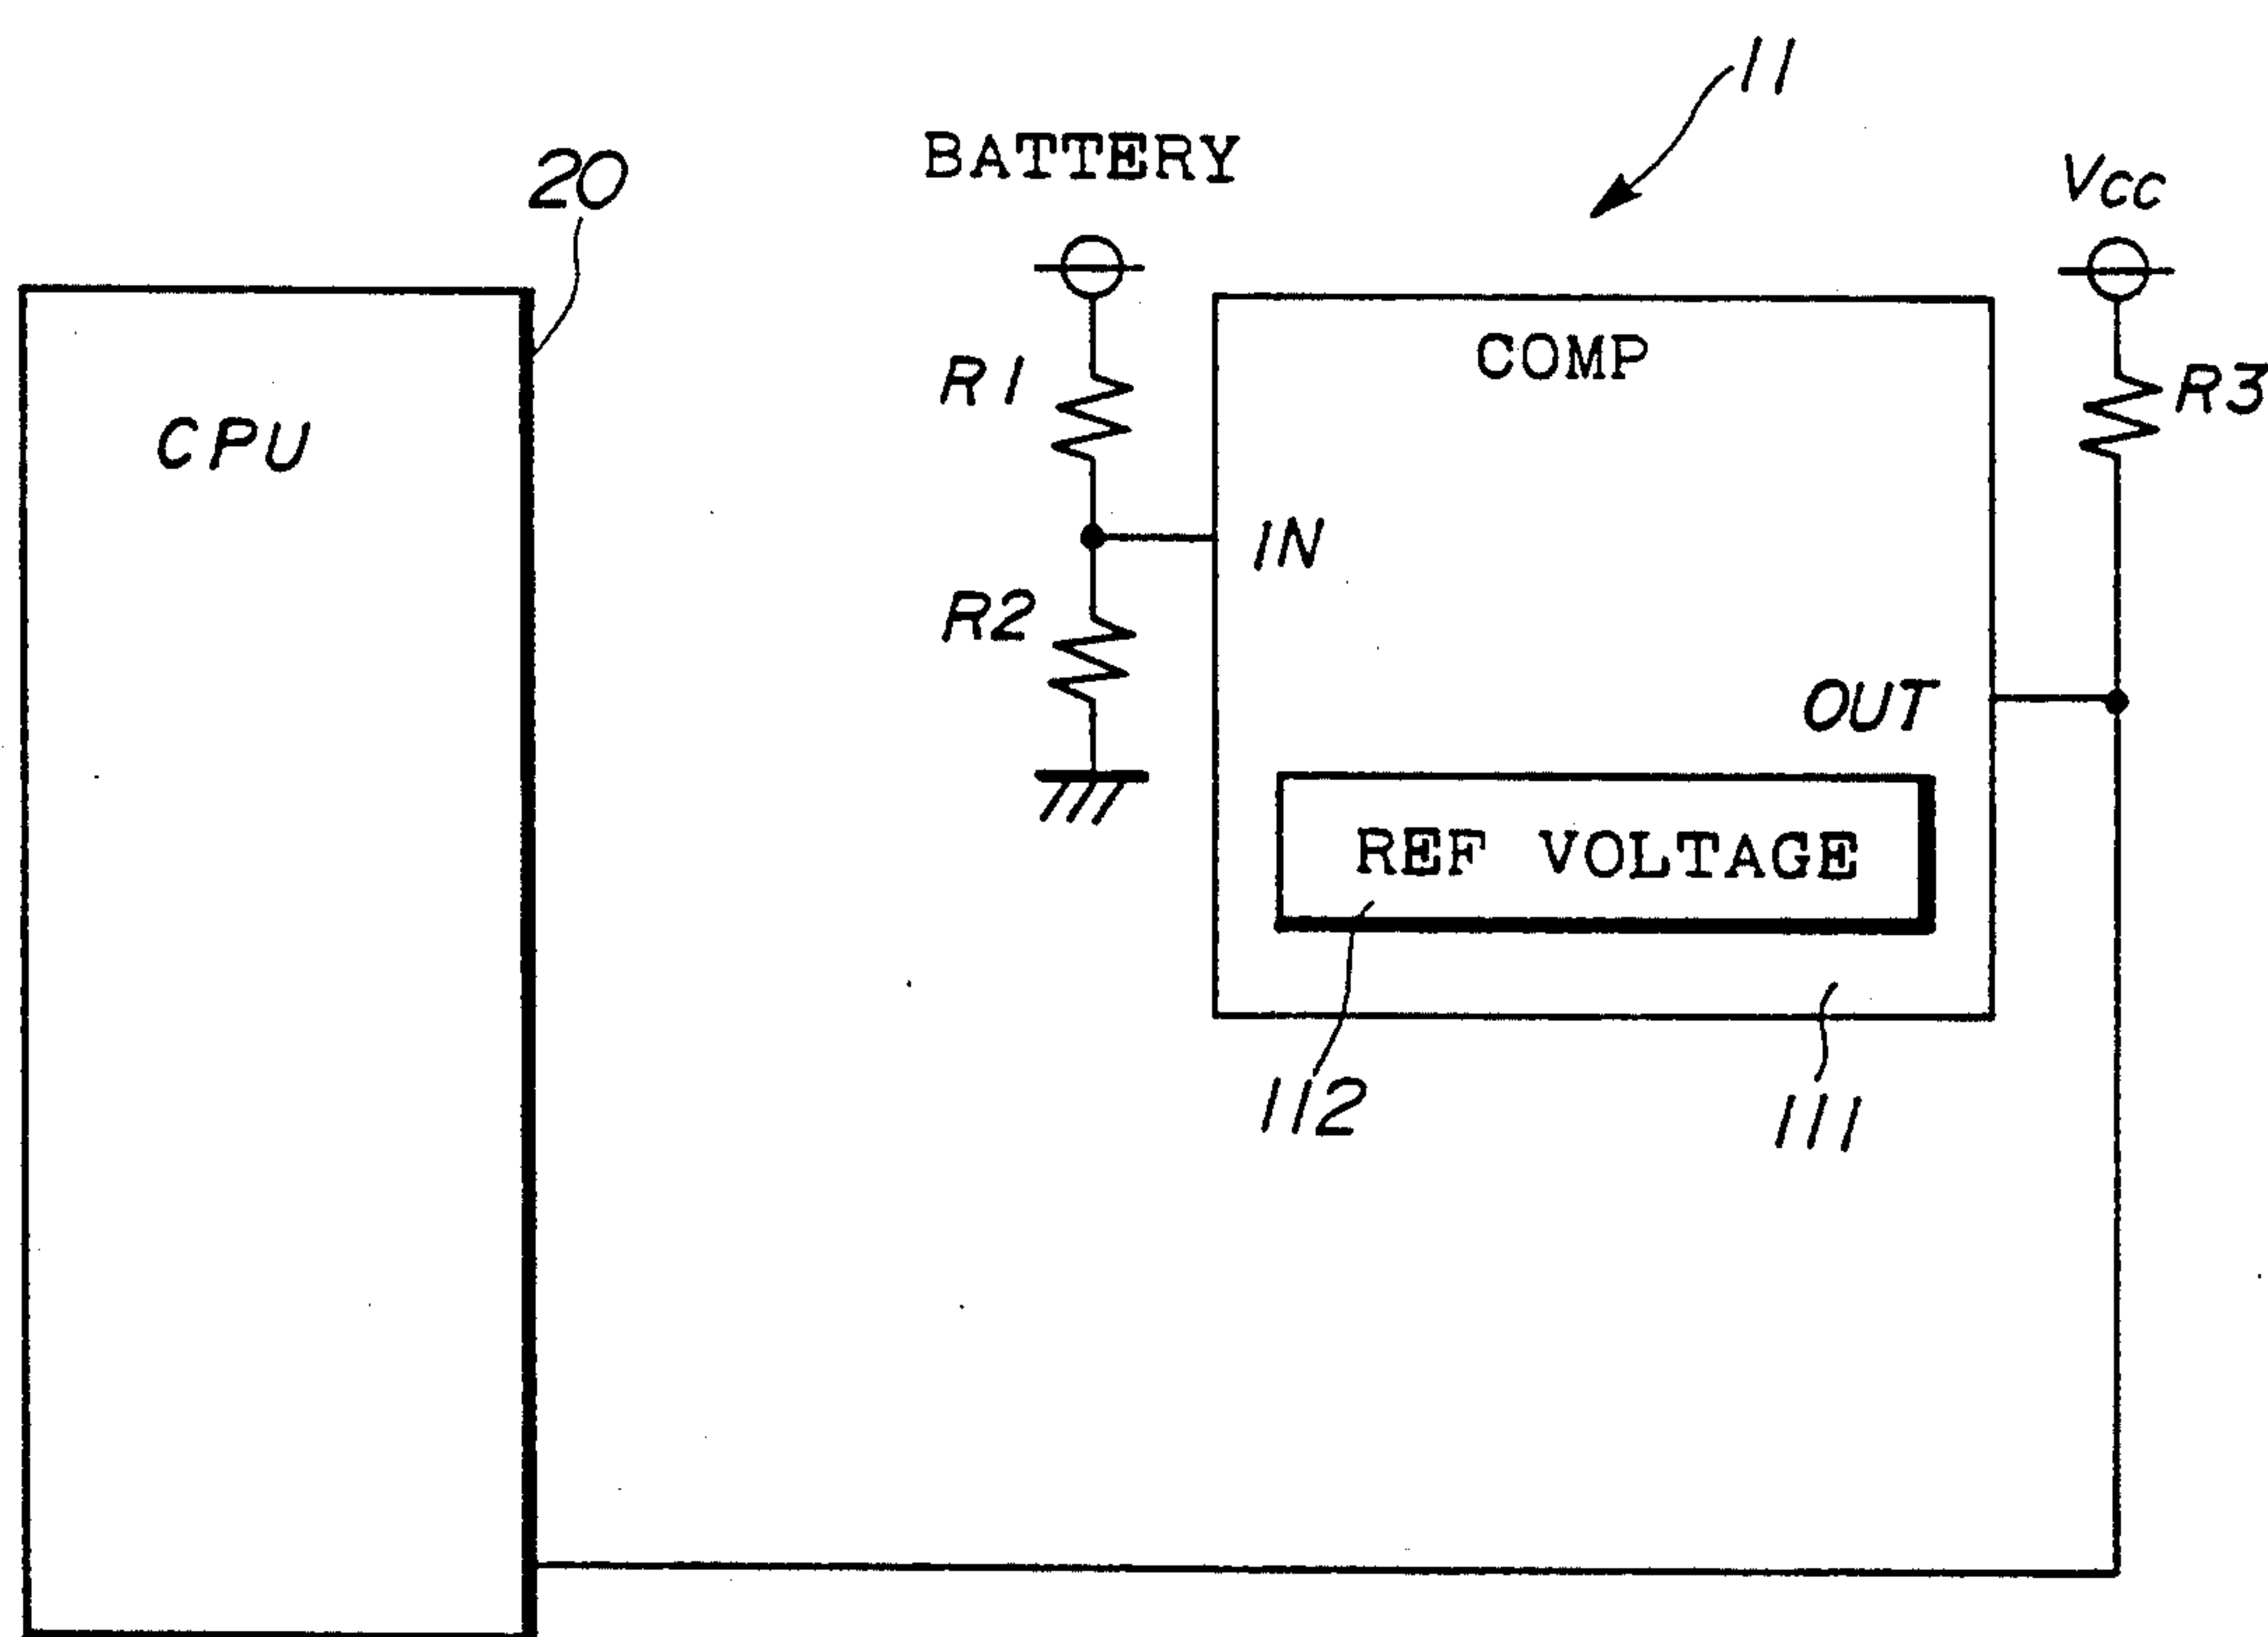 11
BATTERY
20
Vcc
COMP
R1
R3
CPU
IN
R2
OUT
REF VOLTAGE
112
111